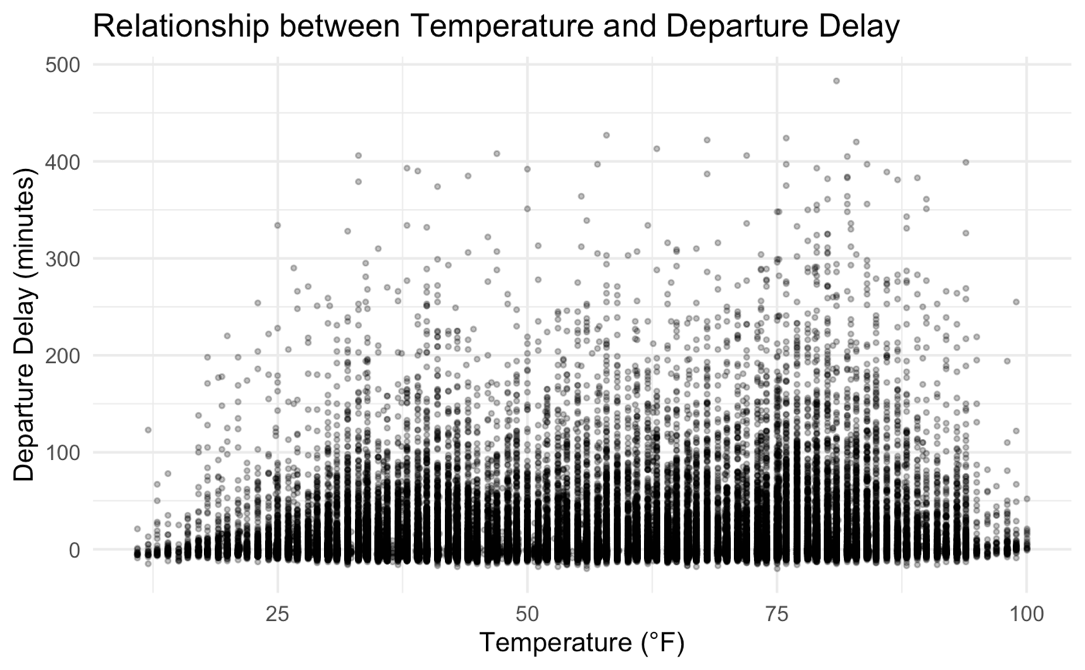 Relationship between Temperature and Departure Delay
500
400
300
200
100
0
Departure Delay (minutes)
25 50 75 100
Temperature (°F)